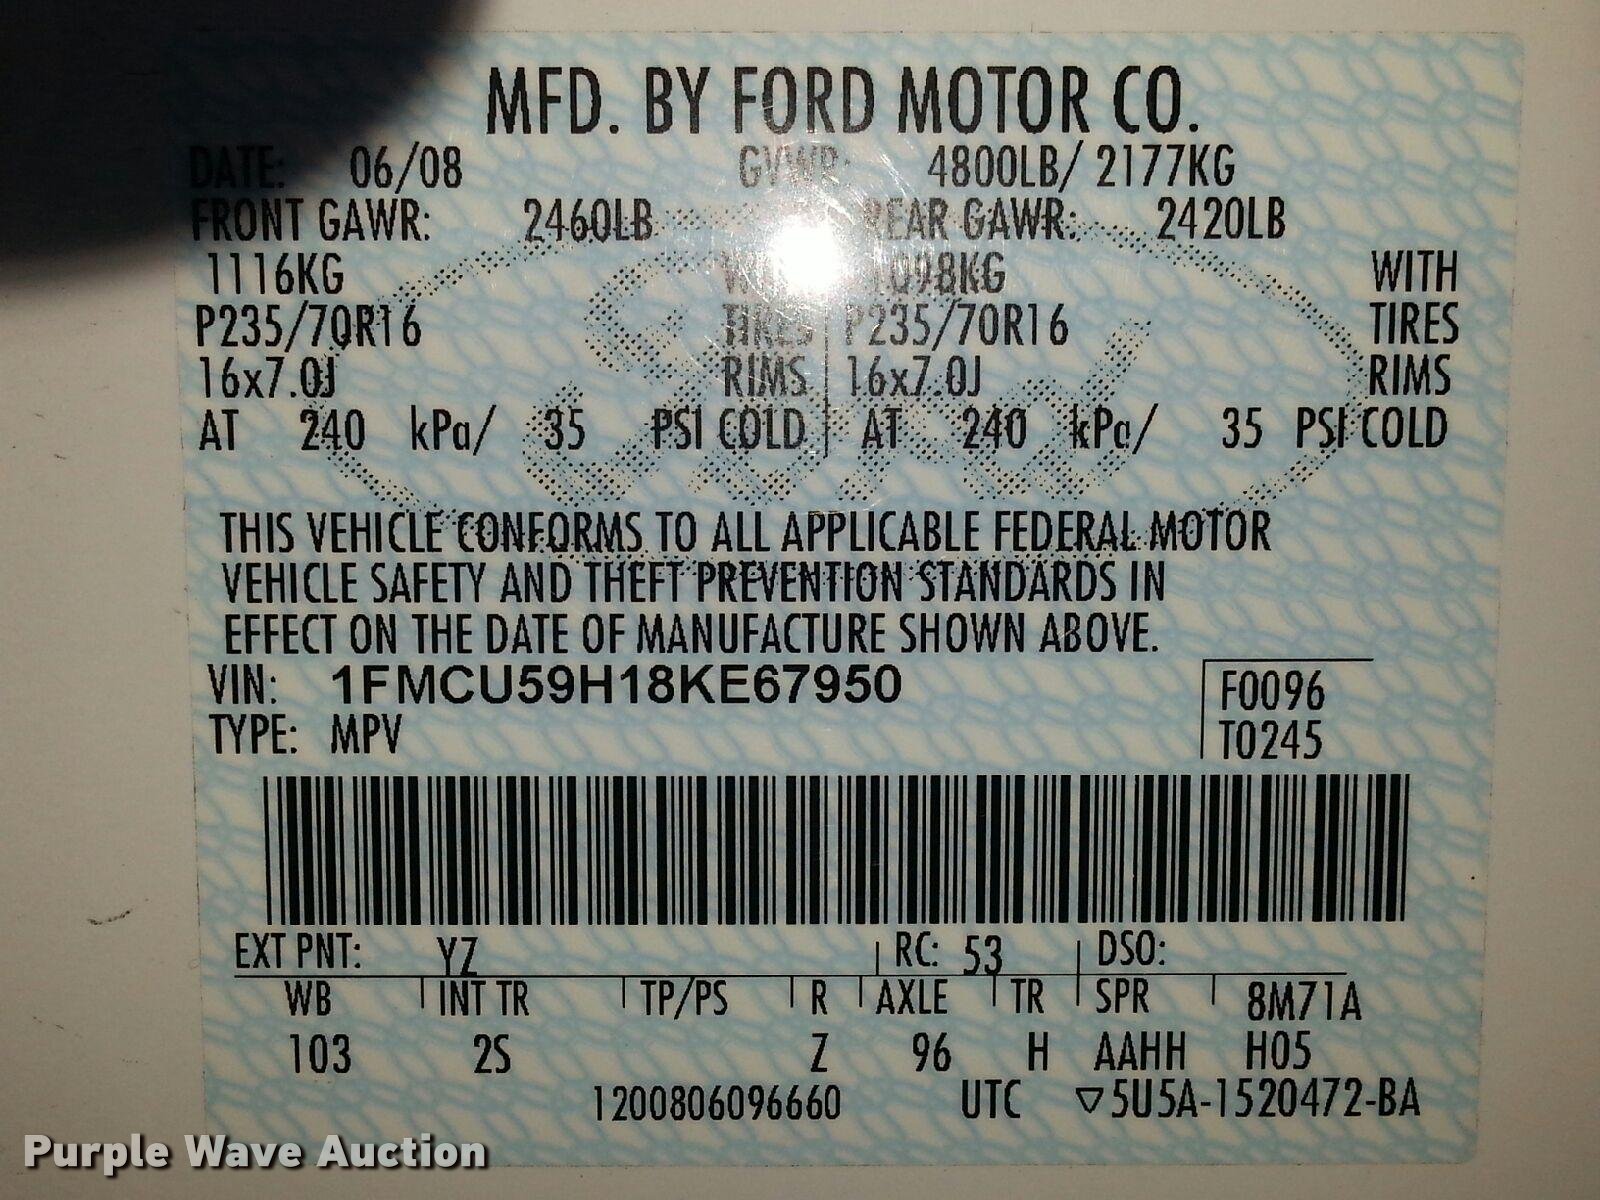 MFD. BY FORD MOTOR CO.
DATE: 06/08 GVWR: 4800LB/ 2177KG
FRONT GAWR: 2460LB REAR GAWR: 2420LB
1116KG 1098KG WITH
P235/70R16 TIRES P235/70R16 TIRES
16x7.0J RIMS 16x7.0J RIMS
AT 240 kPa/ 35 PSI COLD AT 240 kPa/ 35 PSI COLD
Ford
THIS VEHICLE CONFORMS TO ALL APPLICABLE FEDERAL MOTOR
VEHICLE SAFETY AND THEFT PREVENTION STANDARDS IN
EFFECT ON THE DATE OF MANUFACTURE SHOWN ABOVE.
VIN: 1FMCU59H18KE67950 F0096
TYPE: MPV T0245
EXT PNT: YZ RC: 53 DSO:
WB INT TR TP/PS R AXLE TR SPR 8M71A
103 2S Z 96 H AAHH H05
1200806096660 UTC ▽5U5A-1520472-BA
Purple Wave Auction